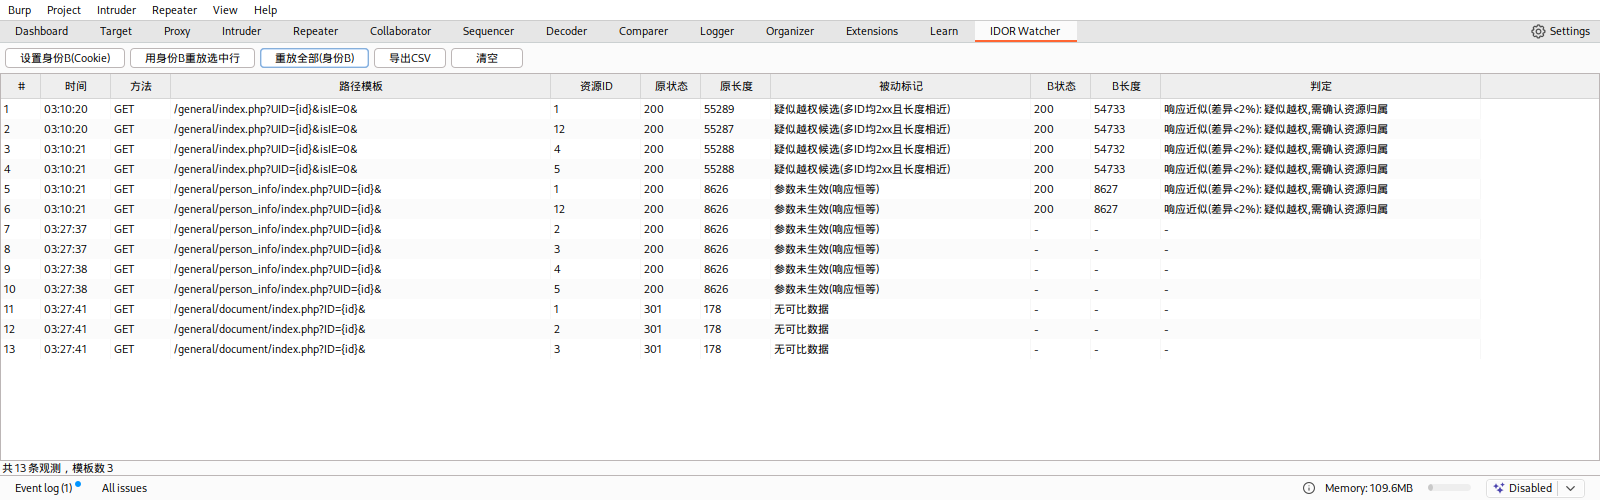 Burp Project Intruder Repeater View Help
Dashboard Target Proxy Intruder Repeater Collaborator Sequencer Decoder Comparer Logger Organizer Extensions Learn IDOR Watcher Settings
设置身份B(Cookie) 用身份B重放选中行 重放全部(身份B) 导出CSV 清空
# 时间 方法 路径模板 资源ID 原状态 原长度 被动标记 B状态 B长度 判定
1 03:10:20 GET /general/index.php?UID={id}&isIE=0& 1 200 55289 疑似越权候选(多ID均2xx且长度相近) 200 54733 响应近似(差异<2%): 疑似越权,需确认资源归属
2 03:10:20 GET /general/index.php?UID={id}&isIE=0& 12 200 55287 疑似越权候选(多ID均2xx且长度相近) 200 54733 响应近似(差异<2%): 疑似越权,需确认资源归属
3 03:10:21 GET /general/index.php?UID={id}&isIE=0& 4 200 55288 疑似越权候选(多ID均2xx且长度相近) 200 54732 响应近似(差异<2%): 疑似越权,需确认资源归属
4 03:10:21 GET /general/index.php?UID={id}&isIE=0& 5 200 55288 疑似越权候选(多ID均2xx且长度相近) 200 54733 响应近似(差异<2%): 疑似越权,需确认资源归属
5 03:10:21 GET /general/person_info/index.php?UID={id}& 1 200 8626 参数未生效(响应恒等) 200 8627 响应近似(差异<2%): 疑似越权,需确认资源归属
6 03:10:21 GET /general/person_info/index.php?UID={id}& 12 200 8626 参数未生效(响应恒等) 200 8627 响应近似(差异<2%): 疑似越权,需确认资源归属
7 03:27:37 GET /general/person_info/index.php?UID={id}& 2 200 8626 参数未生效(响应恒等) - - -
8 03:27:37 GET /general/person_info/index.php?UID={id}& 3 200 8626 参数未生效(响应恒等) - - -
9 03:27:38 GET /general/person_info/index.php?UID={id}& 4 200 8626 参数未生效(响应恒等) - - -
10 03:27:38 GET /general/person_info/index.php?UID={id}& 5 200 8626 参数未生效(响应恒等) - - -
11 03:27:41 GET /general/document/index.php?ID={id}& 1 301 178 无可比数据 - - -
12 03:27:41 GET /general/document/index.php?ID={id}& 2 301 178 无可比数据 - - -
13 03:27:41 GET /general/document/index.php?ID={id}& 3 301 178 无可比数据 - - -
共 13 条观测，模板数 3
Event log (1) All issues Memory: 109.6MB Disabled